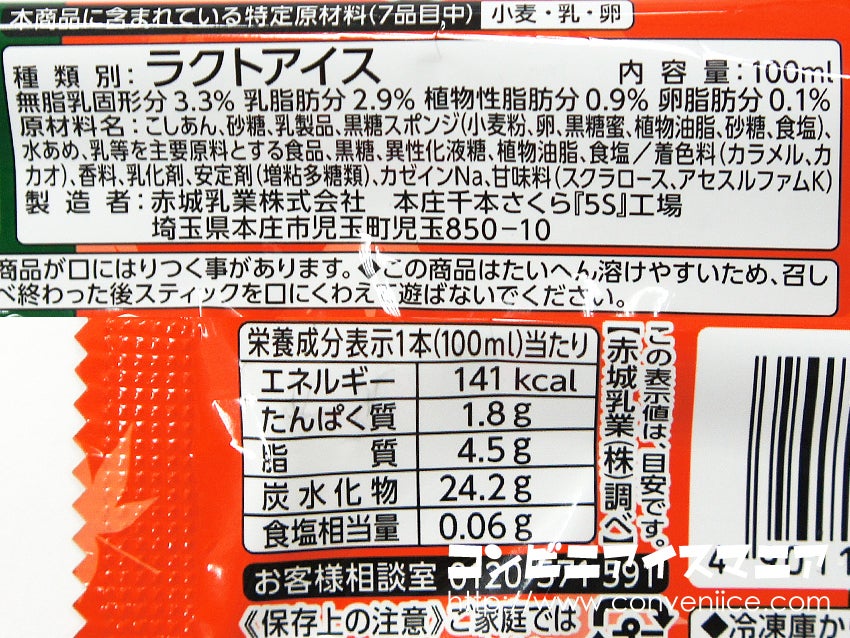 本商品に含まれている特定原材料(7品目中) 小麦・乳・卵
種類別：ラクトアイス 内容量：100ml
無脂乳固形分3.3% 乳脂肪分2.9% 植物性脂肪分0.9% 卵脂肪分0.1%
原材料名：こしあん、砂糖、乳製品、黒糖スポンジ(小麦粉、卵、黒糖蜜、植物油脂、砂糖、食塩)、
水あめ、乳等を主要原料とする食品、黒糖、異性化液糖、植物油脂、食塩／着色料(カラメル、カ
カオ)、香料、乳化剤、安定剤(増粘多糖類)、カゼインNa、甘味料(スクラロース、アセスルファムK)
製造者：赤城乳業株式会社 本庄千本さくら『5S』工場
埼玉県本庄市児玉町児玉850−10
商品が口にはりつく事があります。◆この商品はたいへん溶けやすいため、召し
べ終わった後スティックを口にくわえて遊ばないでください。
栄養成分表示1本(100ml)当たり
エネルギー 141 kcal
たんぱく質 1.8g
脂質 4.5g
炭水化物 24.2g
食塩相当量 0.06g
この表示値は、目安です。
【赤城乳業(株)調べ】
お客様相談室 0120-571-591
コンビニアイスマニア
http://www.conveniice.com
《保存上の注意》ご家庭では
◆冷凍庫か
4 901